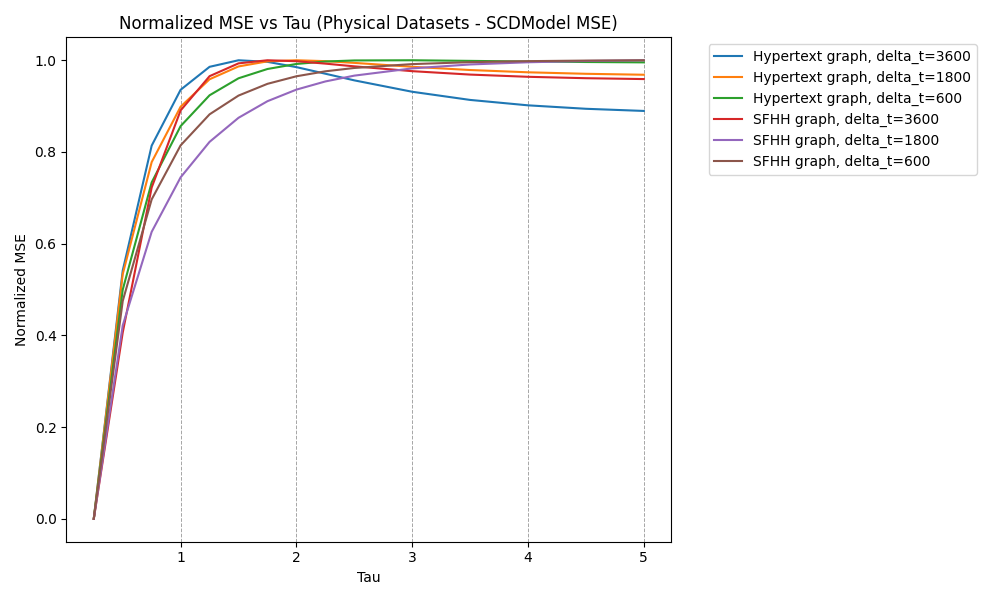 Normalized MSE vs Tau (Physical Datasets - SCDModel MSE)
Normalized MSE
1.0
0.8
0.6
0.4
0.2
0.0
1
2
3
4
5
Tau
Hypertext graph, delta_t=3600
Hypertext graph, delta_t=1800
Hypertext graph, delta_t=600
SFHH graph, delta_t=3600
SFHH graph, delta_t=1800
SFHH graph, delta_t=600